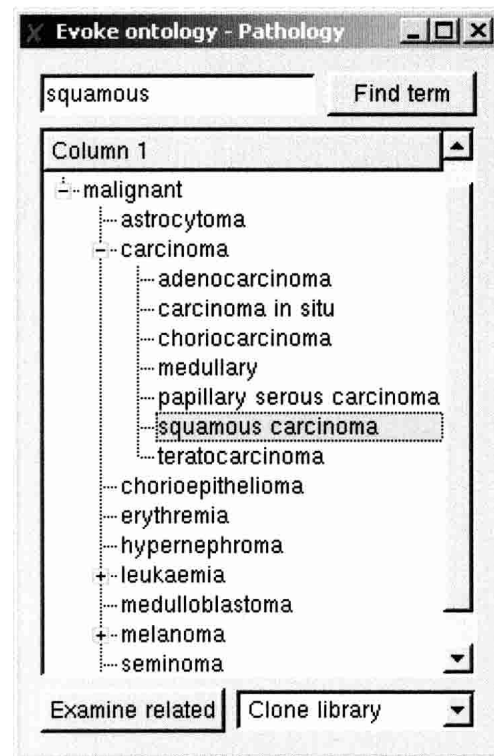 Evoke ontology - Pathology
squamous
Find term
Column 1
malignant
astrocytoma
carcinoma
adenocarcinoma
carcinoma in situ
choriocarcinoma
medullary
papillary serous carcinoma
squamous carcinoma
teratocarcinoma
chorioepithelioma
erythremia
hypernephroma
leukaemia
medulloblastoma
melanoma
seminoma
Examine related
Clone library